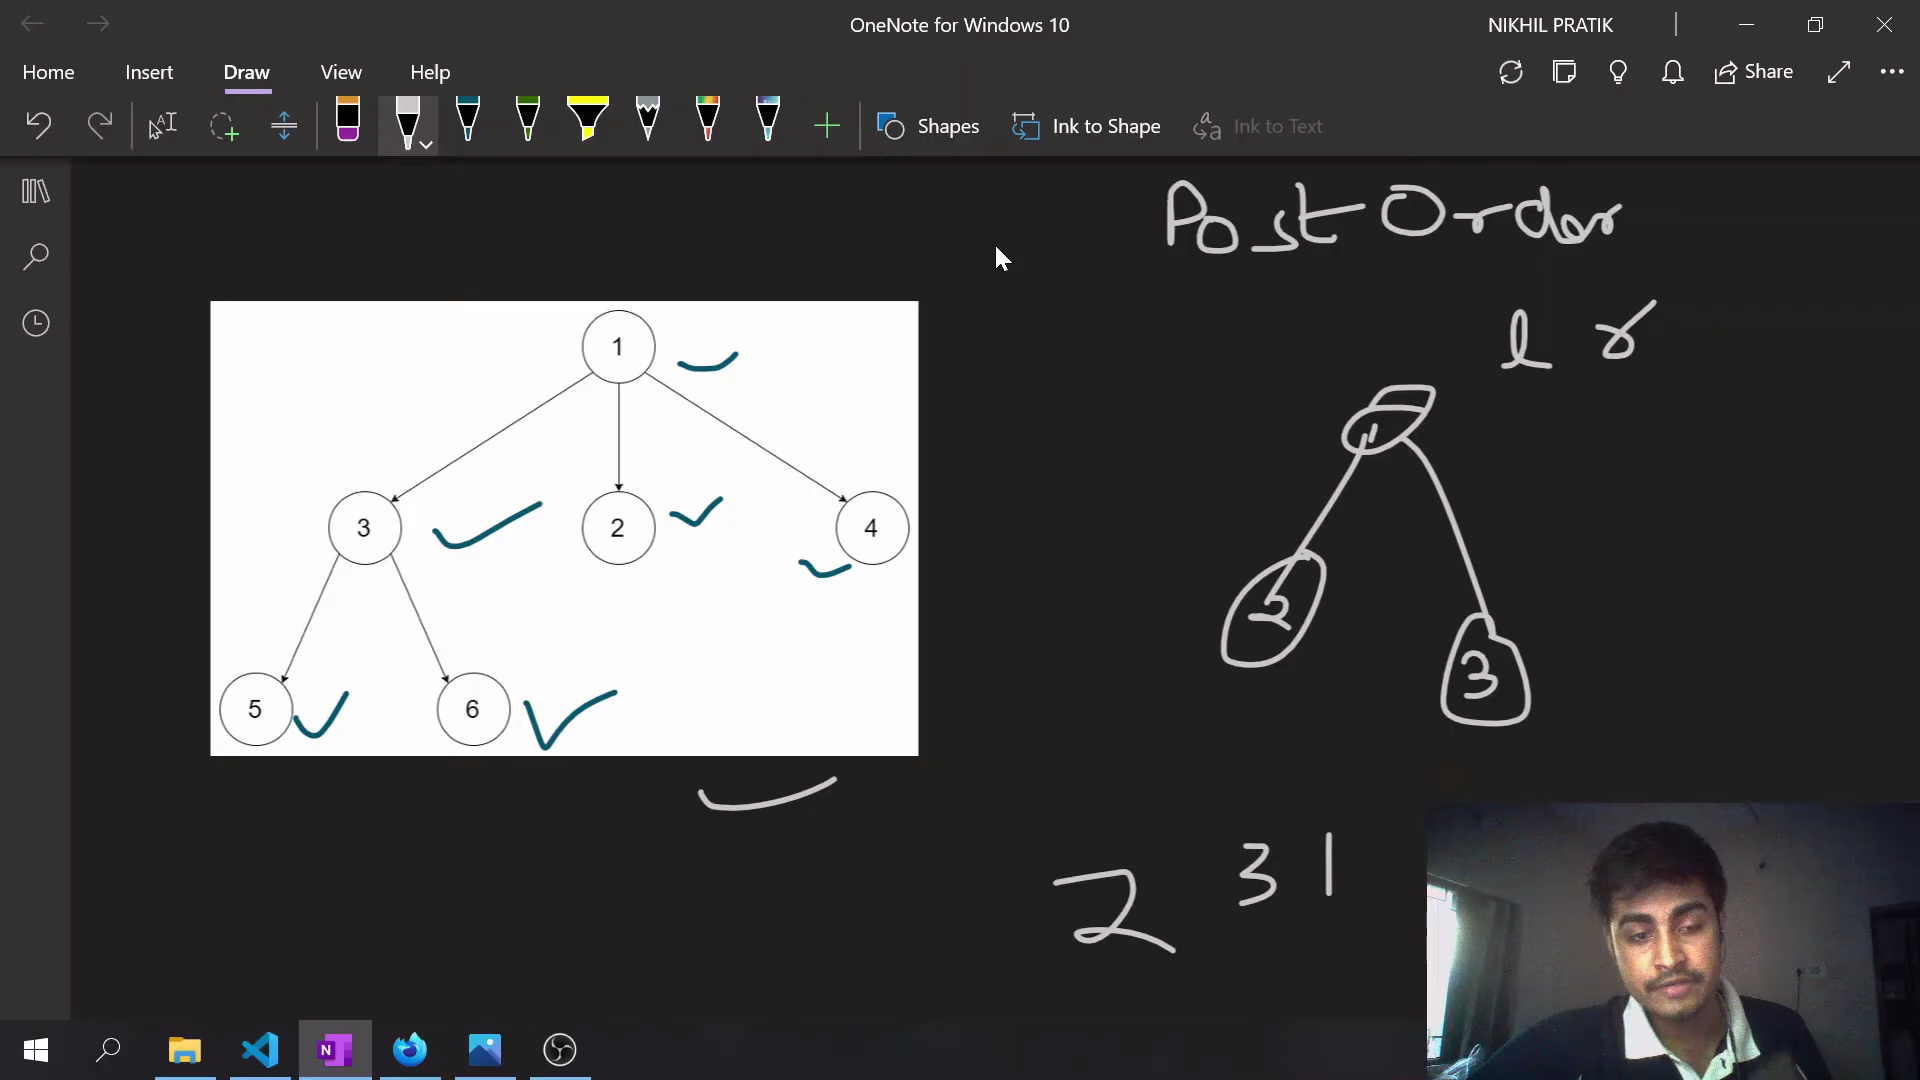 OneNote for Windows 10
NIKHIL PRATIK
Home Insert Draw View Help
Share
Shapes Ink to Shape Ink to Text
Post Order
l r
1
3 2 4
5 6
1
2
3
2 3 1
N